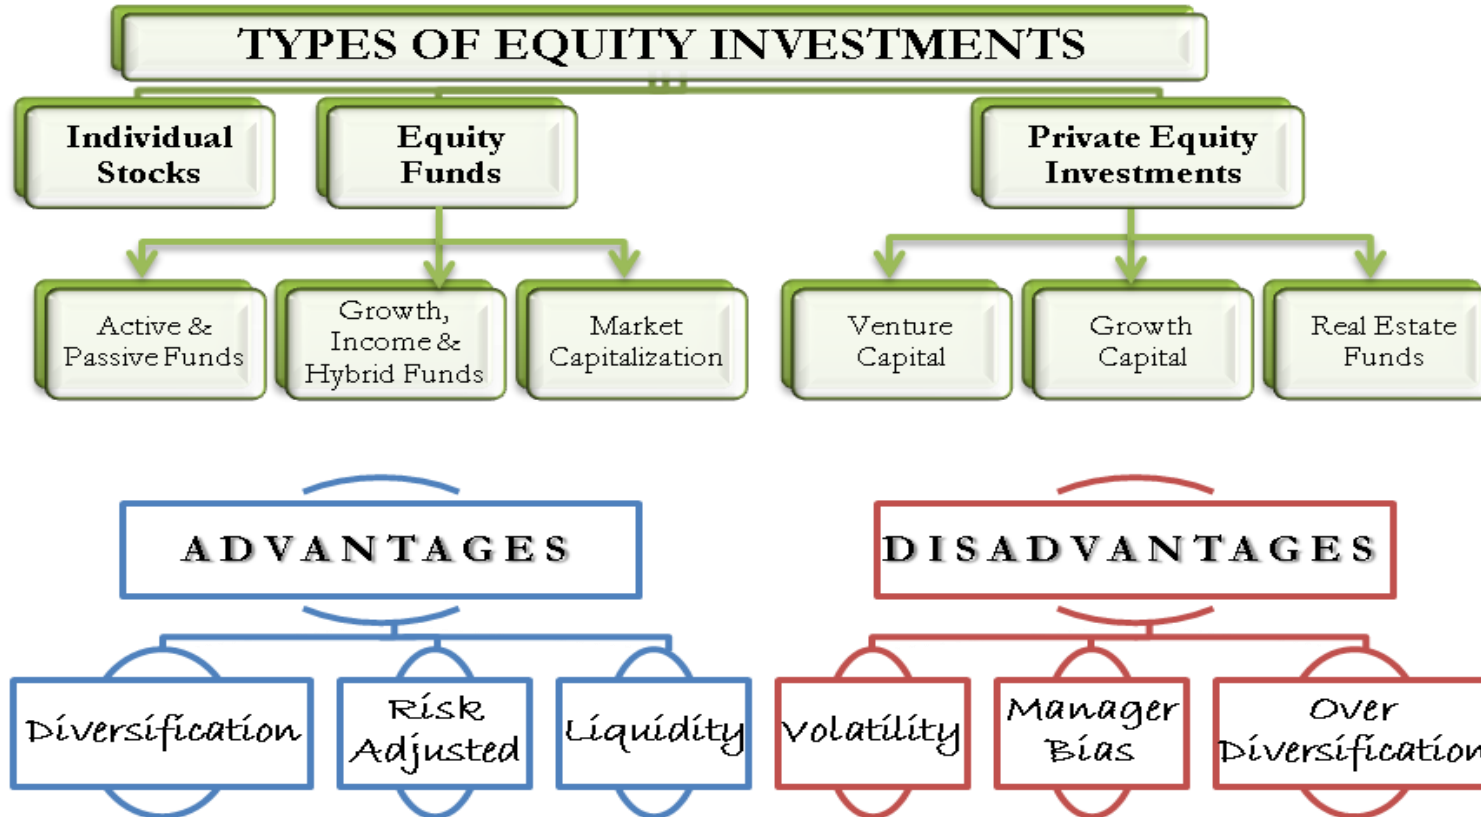 TYPES OF EQUITY INVESTMENTS
Individual
Stocks
Equity
Funds
Private Equity
Investments
Active &
Passive Funds
Growth,
Income &
Hybrid Funds
Market
Capitalization
Venture
Capital
Growth
Capital
Real Estate
Funds
ADVANTAGES
DISADVANTAGES
Diversification
Risk
Adjusted
Liquidity
Volatility
Manager
Bias
Over
Diversification